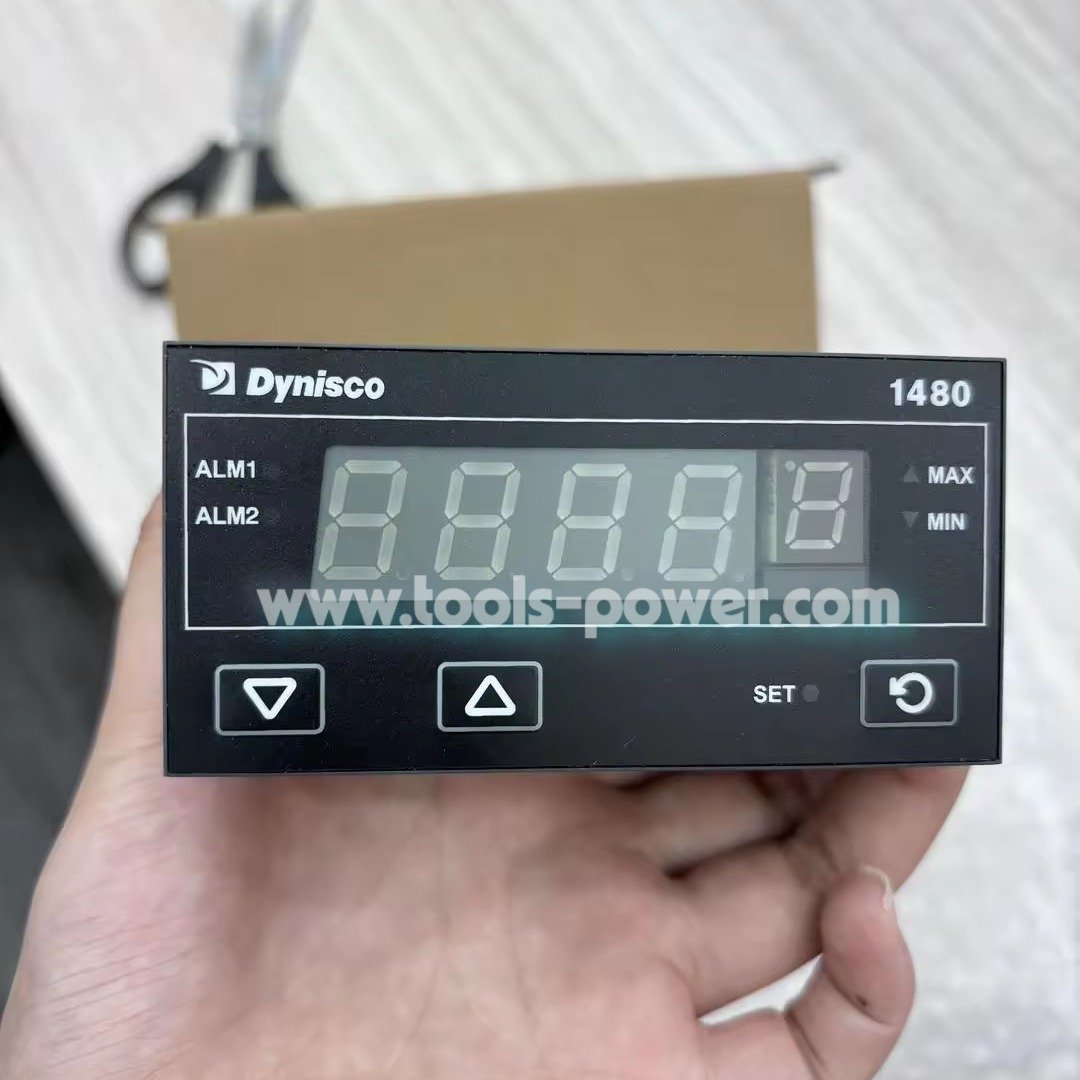 Dynisco
1480
ALM1
ALM2
MAX
MIN
www.tools-power.com
SET